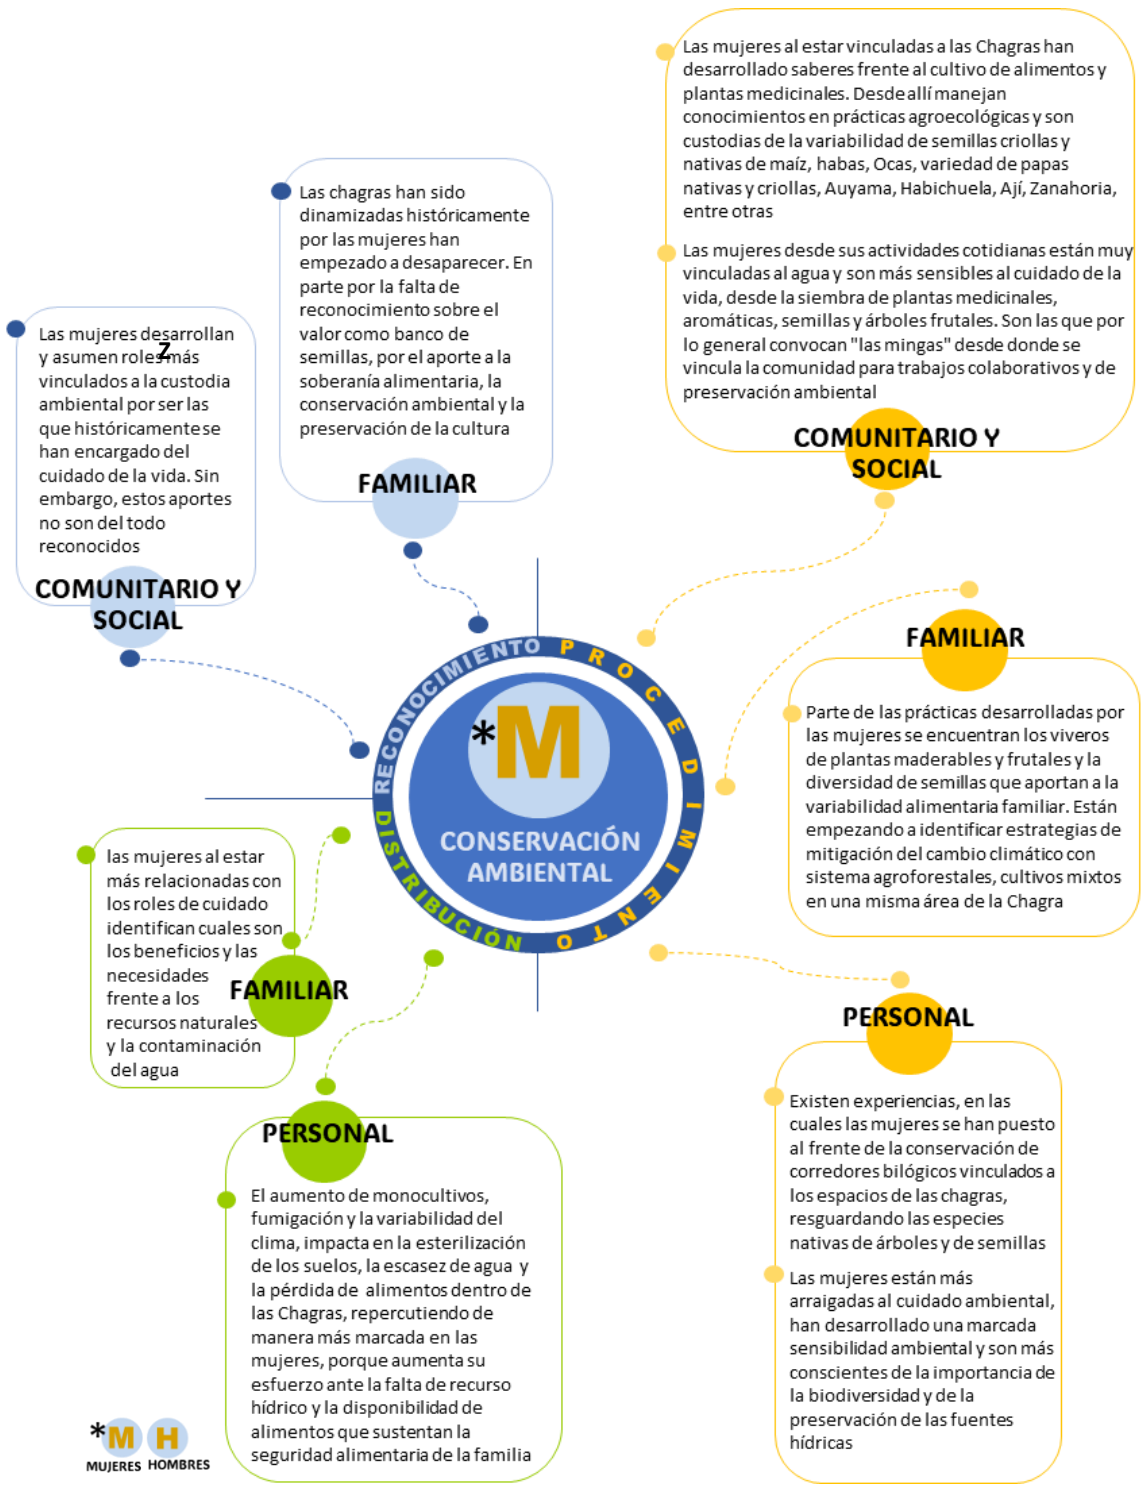 Las mujeres al estar vinculadas a las Chagras han
desarrollado saberes frente al cultivo de alimentos y
plantas medicinales. Desde allí manejan
conocimientos en prácticas agroecológicas y son
custodias de la variabilidad de semillas criollas y
nativas de maíz, habas, Ocas, variedad de papas
nativas y criollas, Auyama, Habichuela, Ají, Zanahoria,
entre otras
Las mujeres desde sus actividades cotidianas están muy
vinculadas al agua y son más sensibles al cuidado de la
vida, desde la siembra de plantas medicinales,
aromáticas, semillas y árboles frutales. Son las que por
lo general convocan "las mingas" desde donde se
vincula la comunidad para trabajos colaborativos y de
preservación ambiental
COMUNITARIO Y
SOCIAL
Las chagras han sido
dinamizadas históricamente
por las mujeres han
empezado a desaparecer. En
parte por la falta de
reconocimiento sobre el
valor como banco de
semillas, por el aporte a la
soberanía alimentaria, la
conservación ambiental y la
preservación de la cultura
FAMILIAR
Las mujeres desarrollan
y asumen roles más
z
vinculados a la custodia
ambiental por ser las
que históricamente se
han encargado del
cuidado de la vida. Sin
embargo, estos aportes
no son del todo
reconocidos
COMUNITARIO Y
SOCIAL
RECONOCIMIENTO
PROCEDIMIENTO
DISTRIBUCIÓN
*M
CONSERVACIÓN
AMBIENTAL
FAMILIAR
Parte de las prácticas desarrolladas por
las mujeres se encuentran los viveros
de plantas maderables y frutales y la
diversidad de semillas que aportan a la
variabilidad alimentaria familiar. Están
empezando a identificar estrategias de
mitigación del cambio climático con
sistema agroforestales, cultivos mixtos
en una misma área de la Chagra
las mujeres al estar
más relacionadas con
los roles de cuidado
identifican cuales son
los beneficios y las
necesidades
frente a los
recursos naturales
y la contaminación
del agua
FAMILIAR
PERSONAL
El aumento de monocultivos,
fumigación y la variabilidad del
clima, impacta en la esterilización
de los suelos, la escasez de agua y
la pérdida de alimentos dentro de
las Chagras, repercutiendo de
manera más marcada en las
mujeres, porque aumenta su
esfuerzo ante la falta de recurso
hídrico y la disponibilidad de
alimentos que sustentan la
seguridad alimentaria de la familia
PERSONAL
Existen experiencias, en las
cuales las mujeres se han puesto
al frente de la conservación de
corredores bilógicos vinculados a
los espacios de las chagras,
resguardando las especies
nativas de árboles y de semillas
Las mujeres están más
arraigadas al cuidado ambiental,
han desarrollado una marcada
sensibilidad ambiental y son más
conscientes de la importancia de
la biodiversidad y de la
preservación de las fuentes
hídricas
*M H
MUJERES HOMBRES